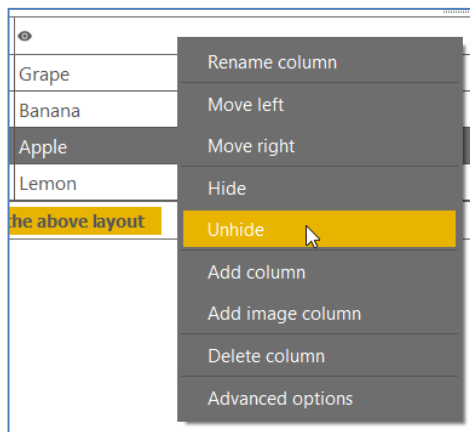 Grape
Banana
Apple
Lemon
the above layout
Rename column
Move left
Move right
Hide
Unhide
Add column
Add image column
Delete column
Advanced options